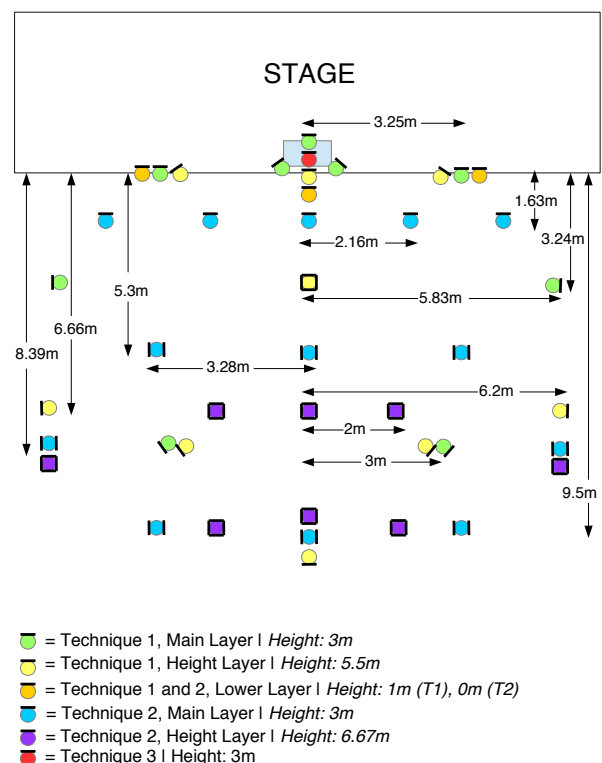 STAGE
3.25m
1.63m
3.24m
2.16m
5.3m
5.83m
6.66m
8.39m
3.28m
6.2m
2m
3m
9.5m
= Technique 1, Main Layer | Height: 3m
= Technique 1, Height Layer | Height: 5.5m
= Technique 1 and 2, Lower Layer | Height: 1m (T1), 0m (T2)
= Technique 2, Main Layer | Height: 3m
= Technique 2, Height Layer | Height: 6.67m
= Technique 3 | Height: 3m